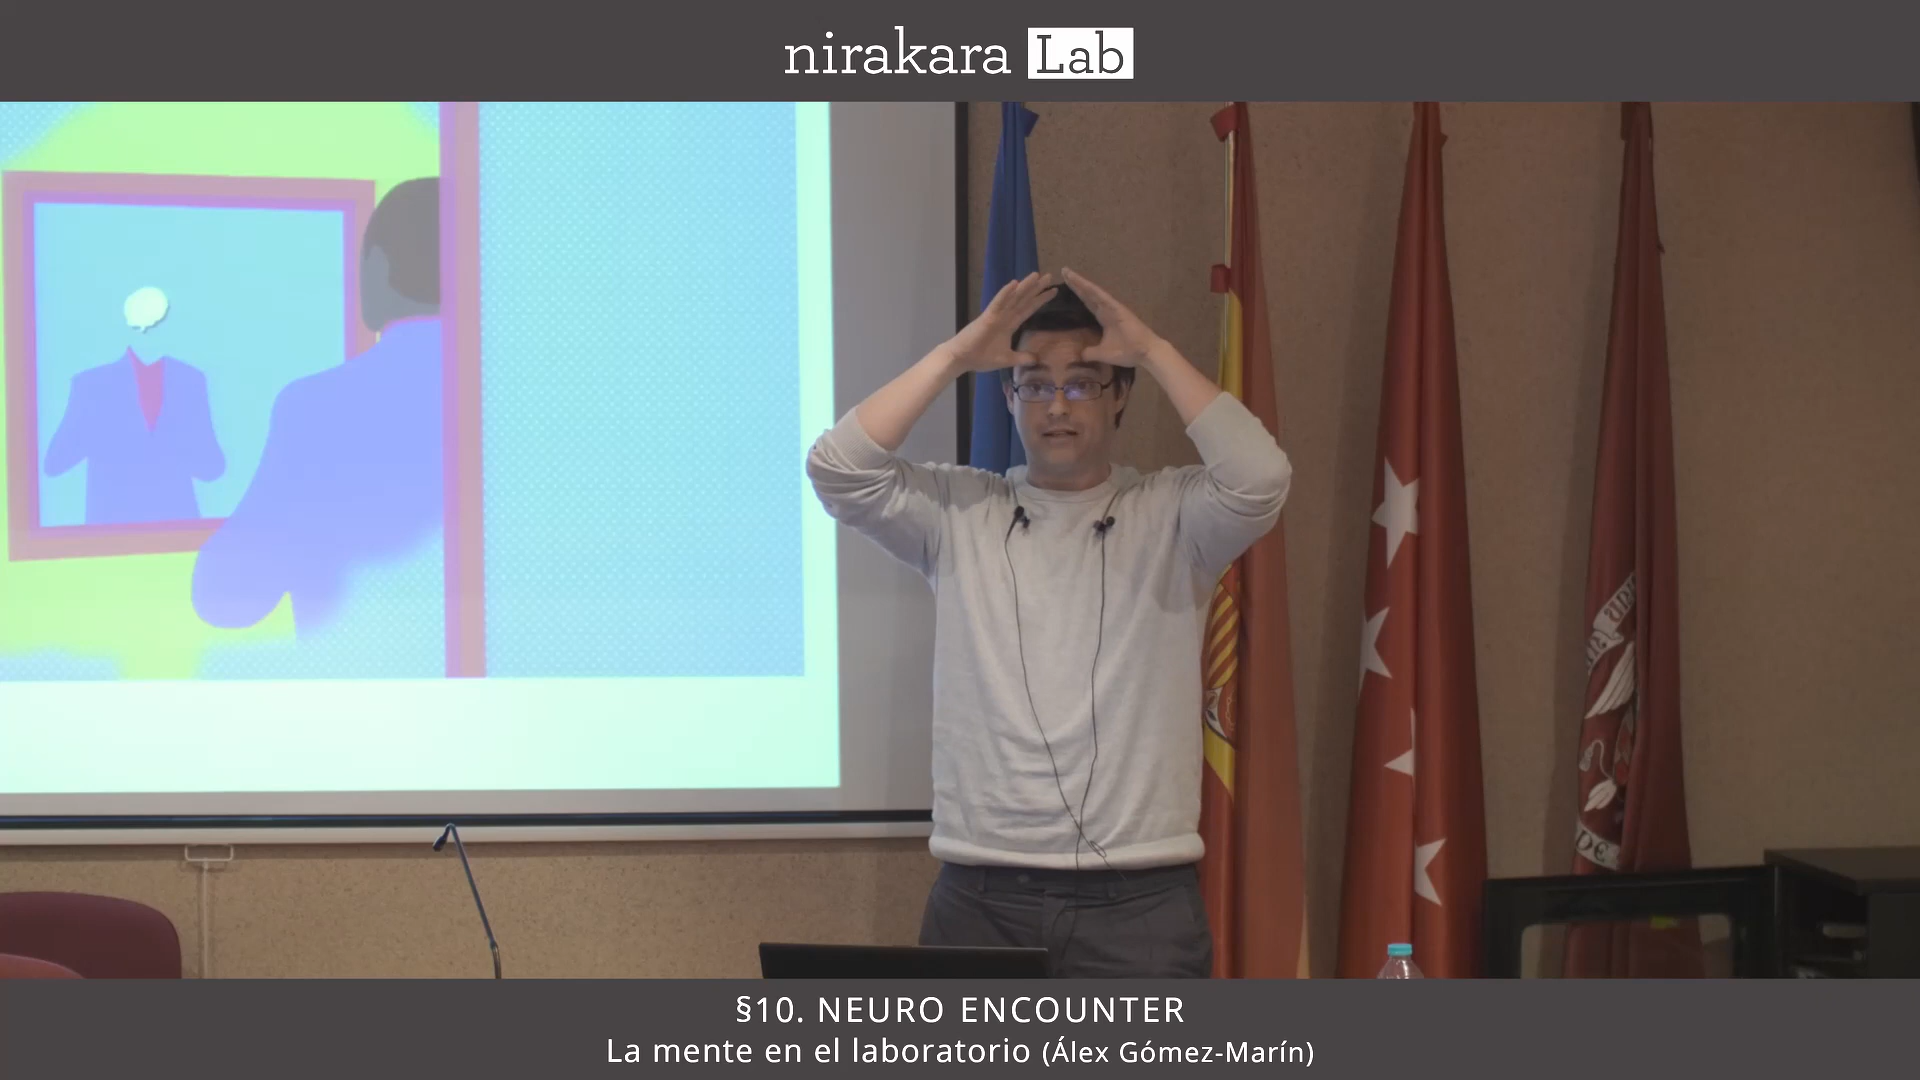 nirakara Lab
§10. NEURO ENCOUNTER
La mente en el laboratorio (Álex Gómez-Marín)